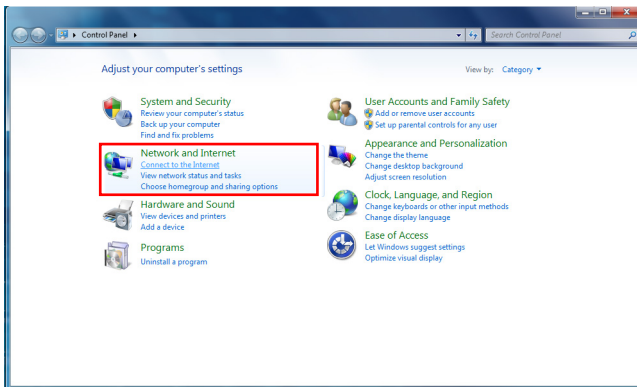 Control Panel
Search Control Panel
Adjust your computer's settings
View by: Category
System and Security
Review your computer's status
Back up your computer
Find and fix problems
Network and Internet
Connect to the Internet
View network status and tasks
Choose homegroup and sharing options
Hardware and Sound
View devices and printers
Add a device
Programs
Uninstall a program
User Accounts and Family Safety
Add or remove user accounts
Set up parental controls for any user
Appearance and Personalization
Change the theme
Change desktop background
Adjust screen resolution
Clock, Language, and Region
Change keyboards or other input methods
Change display language
Ease of Access
Let Windows suggest settings
Optimize visual display